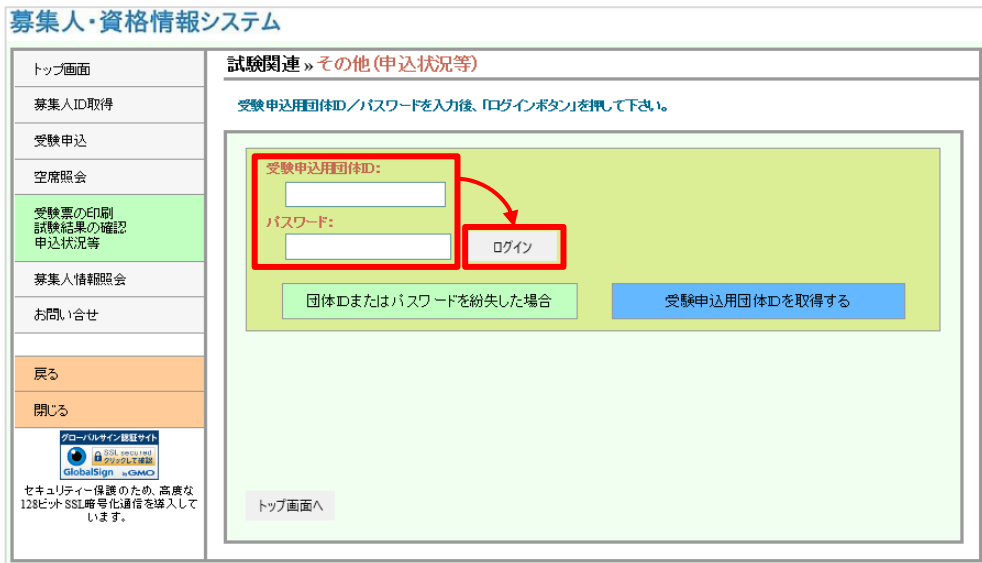 募集人・資格情報システム
トップ画面
募集人ID取得
受験申込
空席照会
受験票の印刷
試験結果の確認
申込状況等
募集人情報照会
お問い合せ
戻る
閉じる
グローバルサイン認証サイト
SSL secured
クリックして確認
GlobalSign by GMO
セキュリティー保護のため、高度な
128ビットSSL暗号化通信を導入して
います。
試験関連 » その他(申込状況等)
受験申込用団体ID／パスワードを入力後、「ログインボタン」を押して下さい。
受験申込用団体ID:
パスワード:
ログイン
団体IDまたはパスワードを紛失した場合
受験申込用団体IDを取得する
トップ画面へ